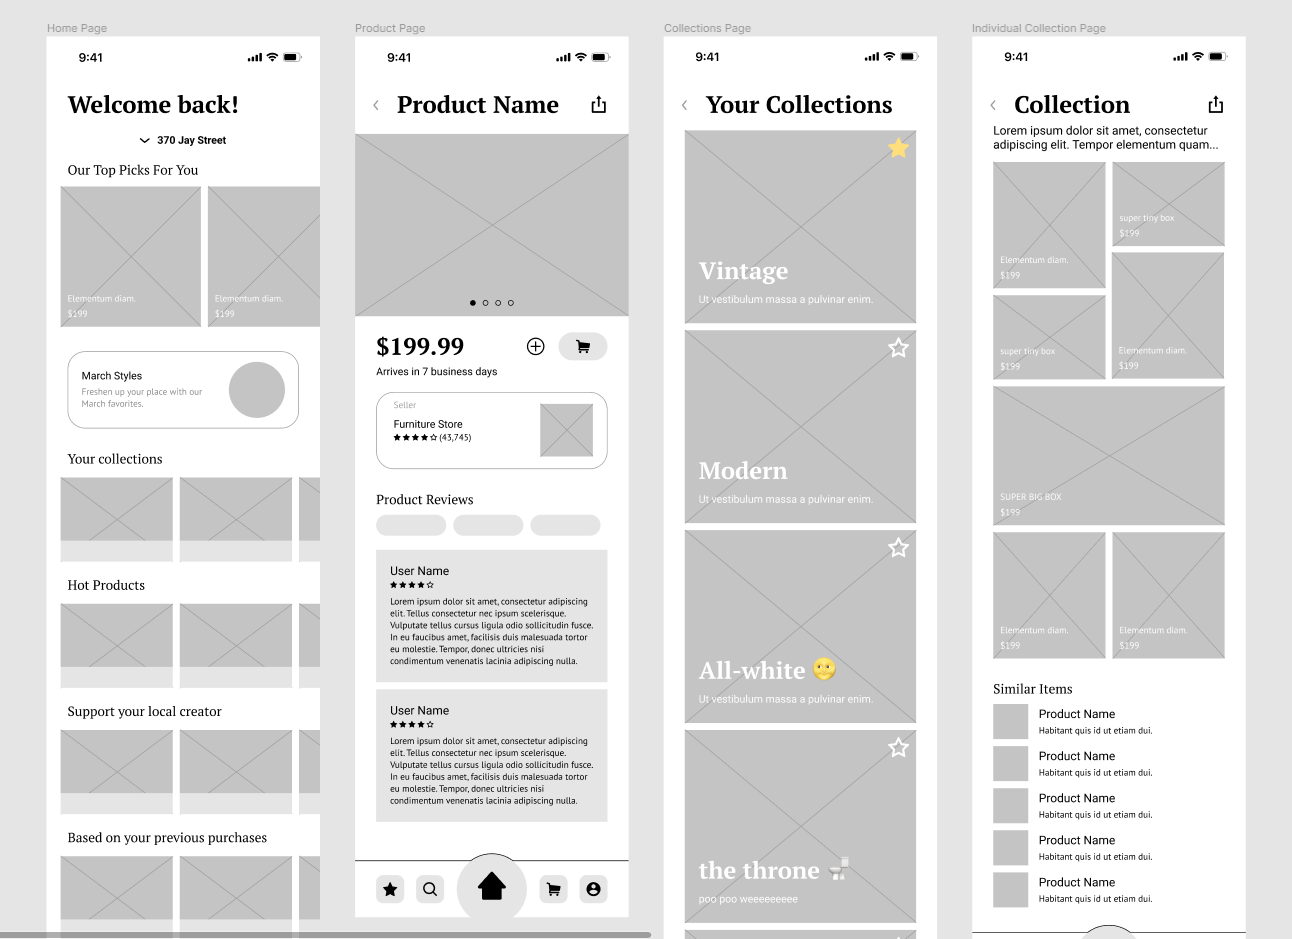 Home Page
9:41
Welcome back!
370 Jay Street
Our Top Picks For You
Elementum diam.
$199
Elementum diam.
$199
March Styles
Freshen up your place with our
March favorites.
Your collections
Hot Products
Support your local creator
Based on your previous purchases
Product Page
9:41
Product Name
$199.99
Arrives in 7 business days
Seller
Furniture Store
(43,745)
Product Reviews
User Name
Lorem ipsum dolor sit amet, consectetur adipiscing
elit. Tellus consectetur nec ipsum scelerisque.
Vulputate tellus cursus ligula odio sollicitudin fusce.
In eu faucibus amet, facilisis duis malesuada tortor
eu molestie. Tempor, donec ultricies nisi
condimentum venenatis lacinia adipiscing nulla.
User Name
Lorem ipsum dolor sit amet, consectetur adipiscing
elit. Tellus consectetur nec ipsum scelerisque.
Vulputate tellus cursus ligula odio sollicitudin fusce.
In eu faucibus amet, facilisis duis malesuada tortor
eu molestie. Tempor, donec ultricies nisi
condimentum venenatis lacinia adipiscing nulla.
Collections Page
9:41
Your Collections
Vintage
Ut vestibulum massa a pulvinar enim.
Modern
Ut vestibulum massa a pulvinar enim.
All-white
Ut vestibulum massa a pulvinar enim.
the throne
poo poo weeeeeeeee
Individual Collection Page
9:41
Collection
Lorem ipsum dolor sit amet, consectetur
adipiscing elit. Tempor elementum quam...
Elementum diam.
$199
super tiny box
$199
super tiny box
$199
Elementum diam.
$199
SUPER BIG BOX
$199
Elementum diam.
$199
Elementum diam.
$199
Similar Items
Product Name
Habitant quis id ut etiam dui.
Product Name
Habitant quis id ut etiam dui.
Product Name
Habitant quis id ut etiam dui.
Product Name
Habitant quis id ut etiam dui.
Product Name
Habitant quis id ut etiam dui.